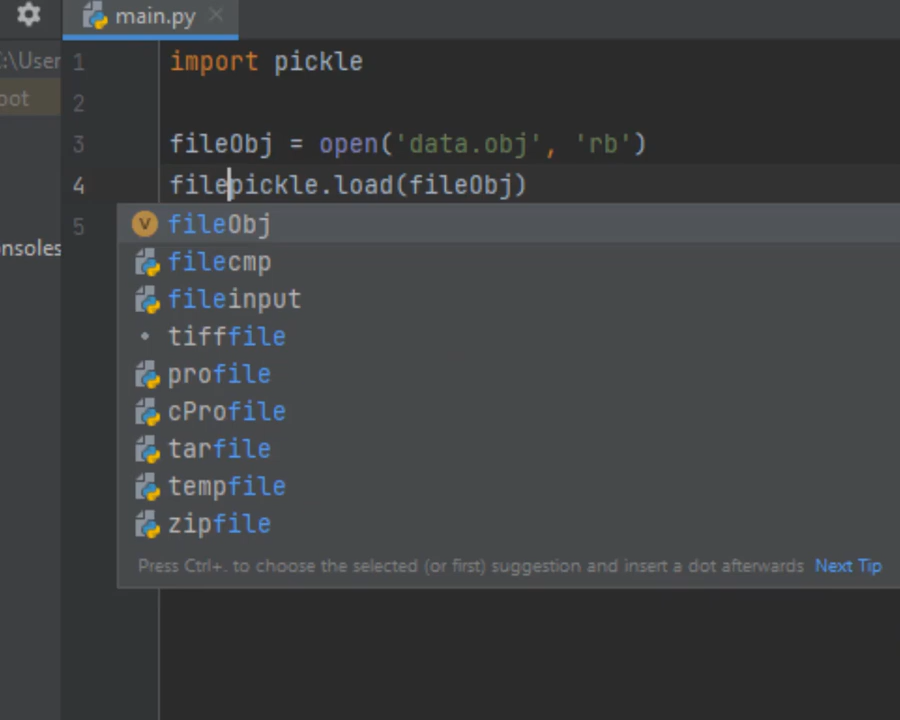 main.py
:\User
oot
onsoles
1 import pickle
2
3 fileObj = open('data.obj', 'rb')
4 filepickle.load(fileObj)
5
fileObj
filecmp
fileinput
tifffile
profile
cProfile
tarfile
tempfile
zipfile
Press Ctrl+. to choose the selected (or first) suggestion and insert a dot afterwards Next Tip